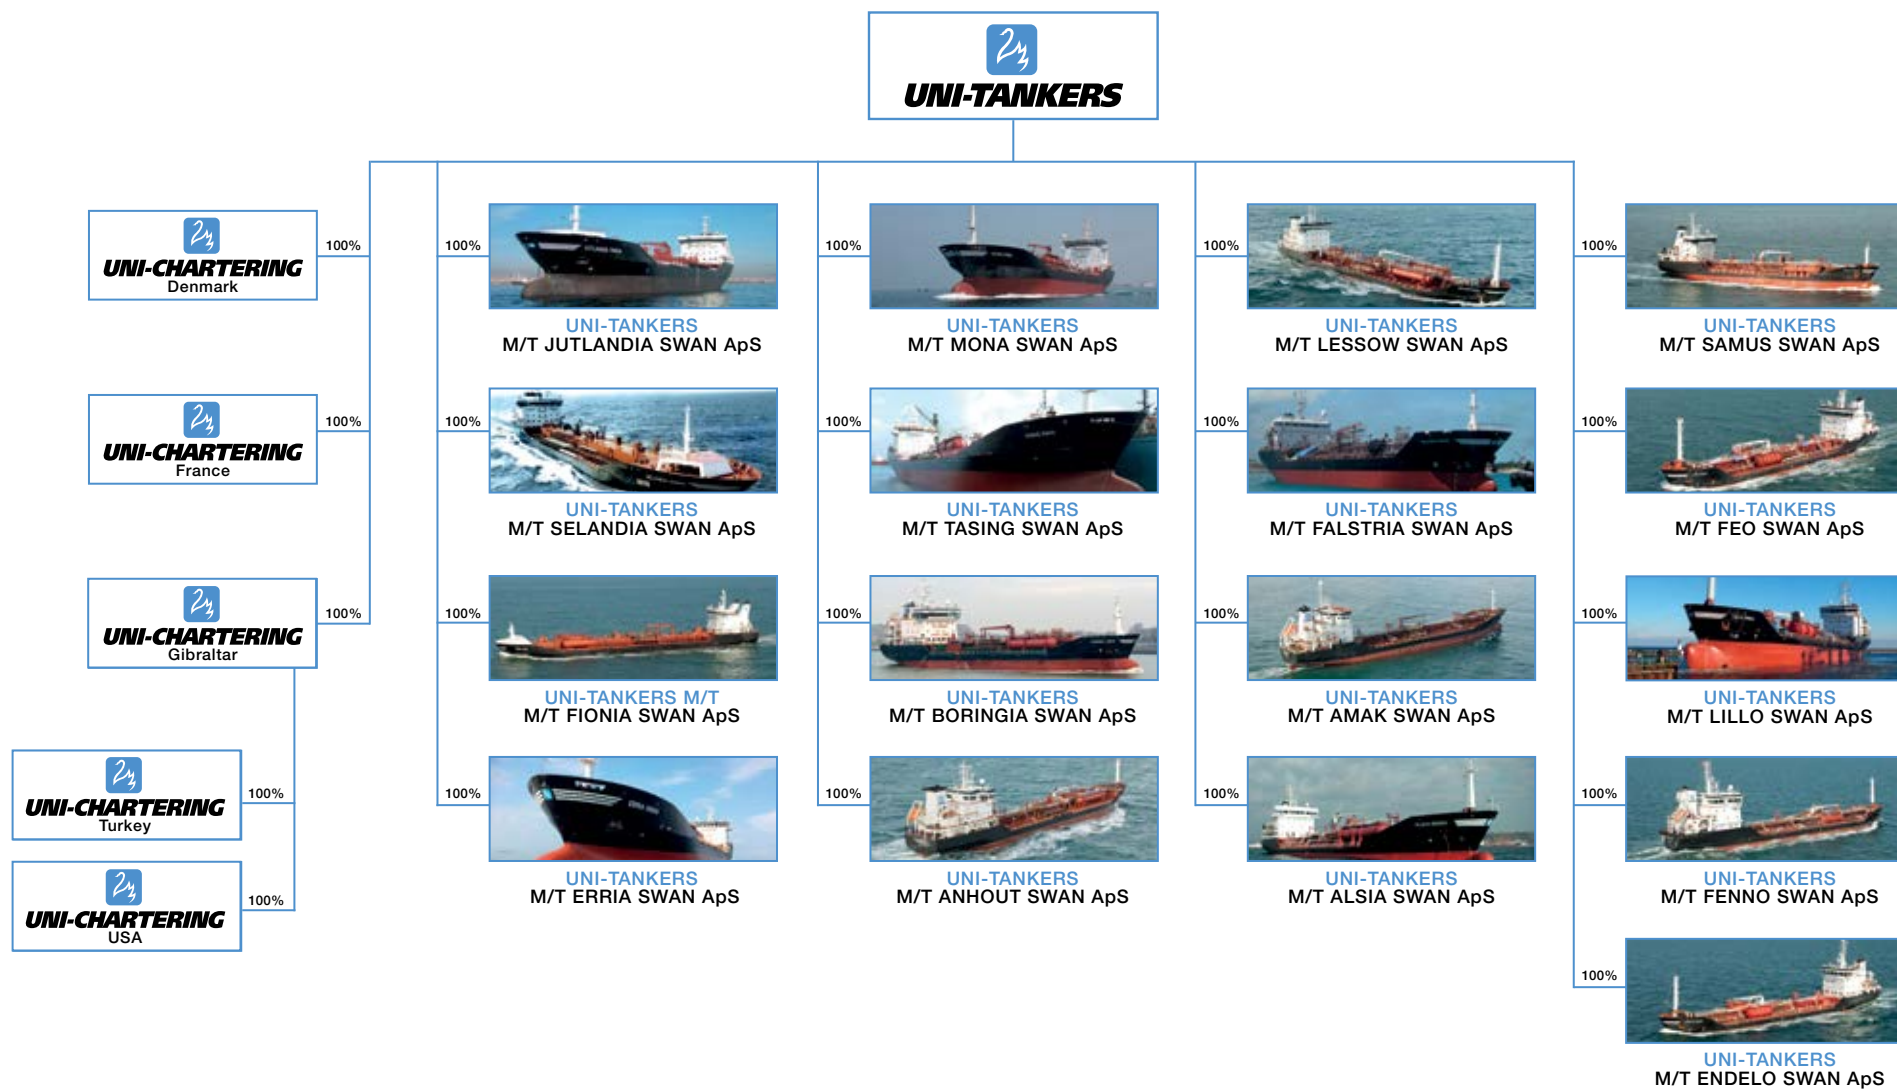 UNI-TANKERS
UNI-CHARTERING
Denmark
100%
UNI-CHARTERING
France
100%
UNI-CHARTERING
Gibraltar
100%
UNI-CHARTERING
Turkey
100%
UNI-CHARTERING
USA
100%
100%
UNI-TANKERS
M/T JUTLANDIA SWAN ApS
100%
UNI-TANKERS
M/T SELANDIA SWAN ApS
100%
UNI-TANKERS M/T
M/T FIONIA SWAN ApS
100%
UNI-TANKERS
M/T ERRIA SWAN ApS
100%
UNI-TANKERS
M/T MONA SWAN ApS
100%
UNI-TANKERS
M/T TASING SWAN ApS
100%
UNI-TANKERS
M/T BORINGIA SWAN ApS
100%
UNI-TANKERS
M/T ANHOUT SWAN ApS
100%
UNI-TANKERS
M/T LESSOW SWAN ApS
100%
UNI-TANKERS
M/T FALSTRIA SWAN ApS
100%
UNI-TANKERS
M/T AMAK SWAN ApS
100%
UNI-TANKERS
M/T ALSIA SWAN ApS
100%
UNI-TANKERS
M/T SAMUS SWAN ApS
100%
UNI-TANKERS
M/T FEO SWAN ApS
100%
UNI-TANKERS
M/T LILLO SWAN ApS
100%
UNI-TANKERS
M/T FENNO SWAN ApS
100%
UNI-TANKERS
M/T ENDELO SWAN ApS